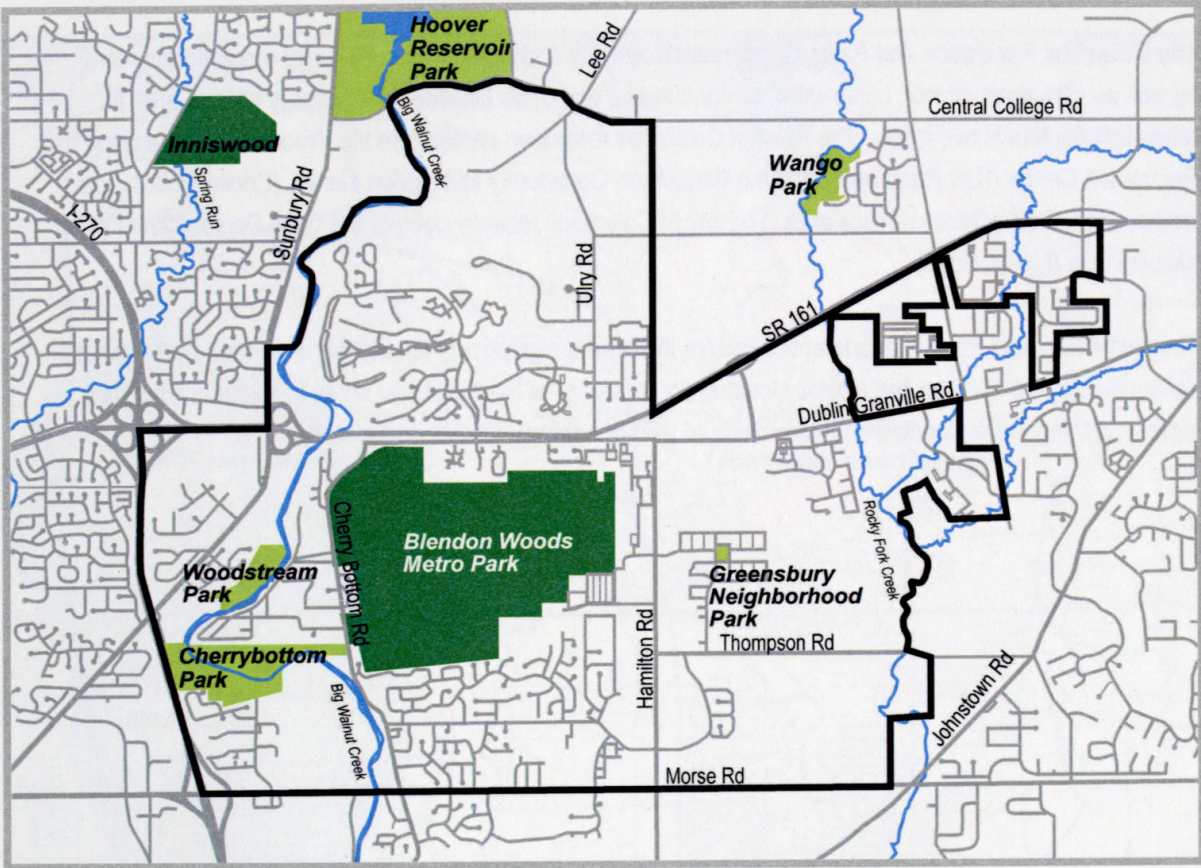 Hoover
Reservoir
Park
Lee Rd
Central College Rd
Big Walnut Creek
Inniswood
Wango
Park
Spring Run
Sunbury Rd
I-270
Ulry Rd
SR 161
Dublin Granville Rd.
Cherry Bottom Rd
Blendon Woods
Metro Park
Rocky Fork Creek
Woodstream
Park
Greensbury
Neighborhood
Park
Hamilton Rd
Thompson Rd
Cherrybottom
Park
Big Walnut Creek
Johnstown Rd
Morse Rd